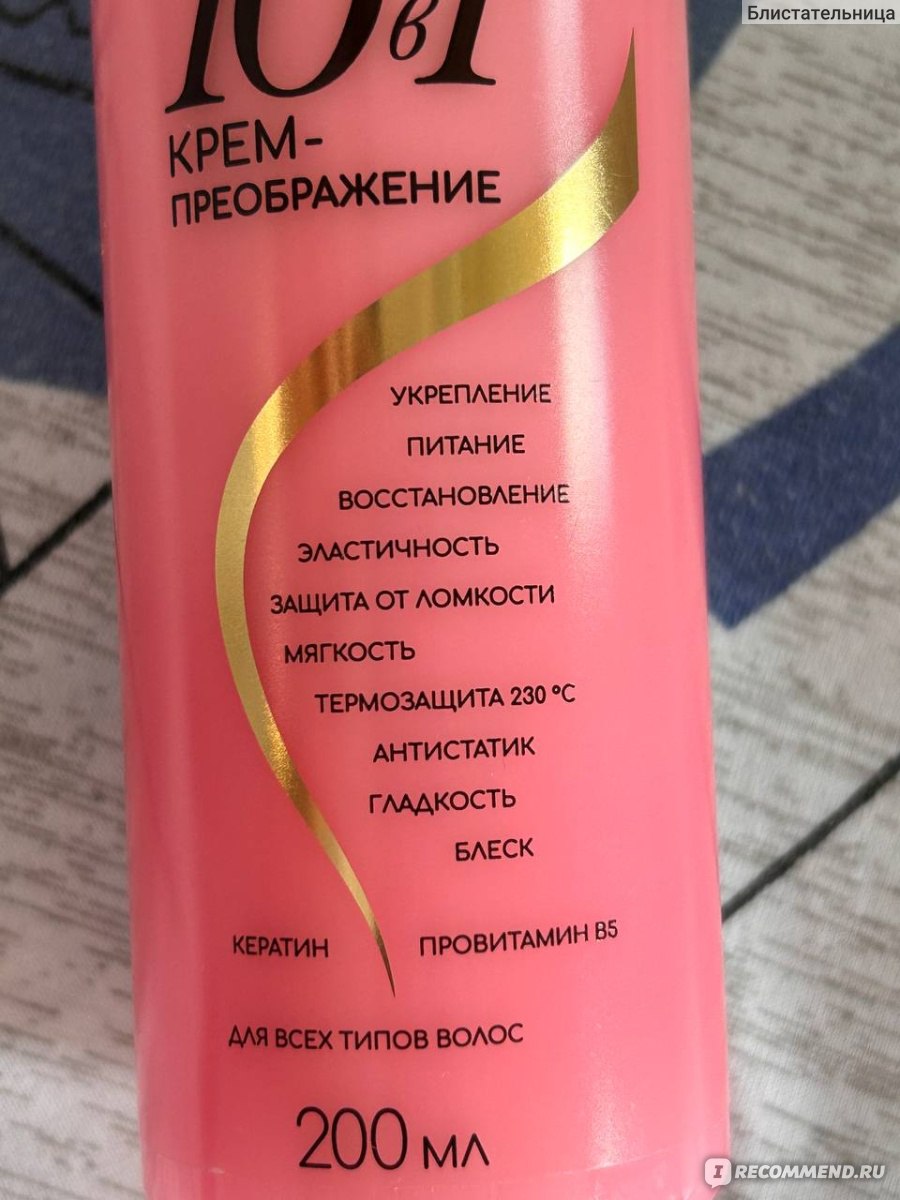 Блистательница
10в1
КРЕМ-
ПРЕОБРАЖЕНИЕ
УКРЕПЛЕНИЕ
ПИТАНИЕ
ВОССТАНОВЛЕНИЕ
ЭЛАСТИЧНОСТЬ
ЗАЩИТА ОТ ЛОМКОСТИ
МЯГКОСТЬ
ТЕРМОЗАЩИТА 230 °C
АНТИСТАТИК
ГЛАДКОСТЬ
БЛЕСК
КЕРАТИН ПРОВИТАМИН B5
ДЛЯ ВСЕХ ТИПОВ ВОЛОС
200 МЛ
IRECOMMEND.RU